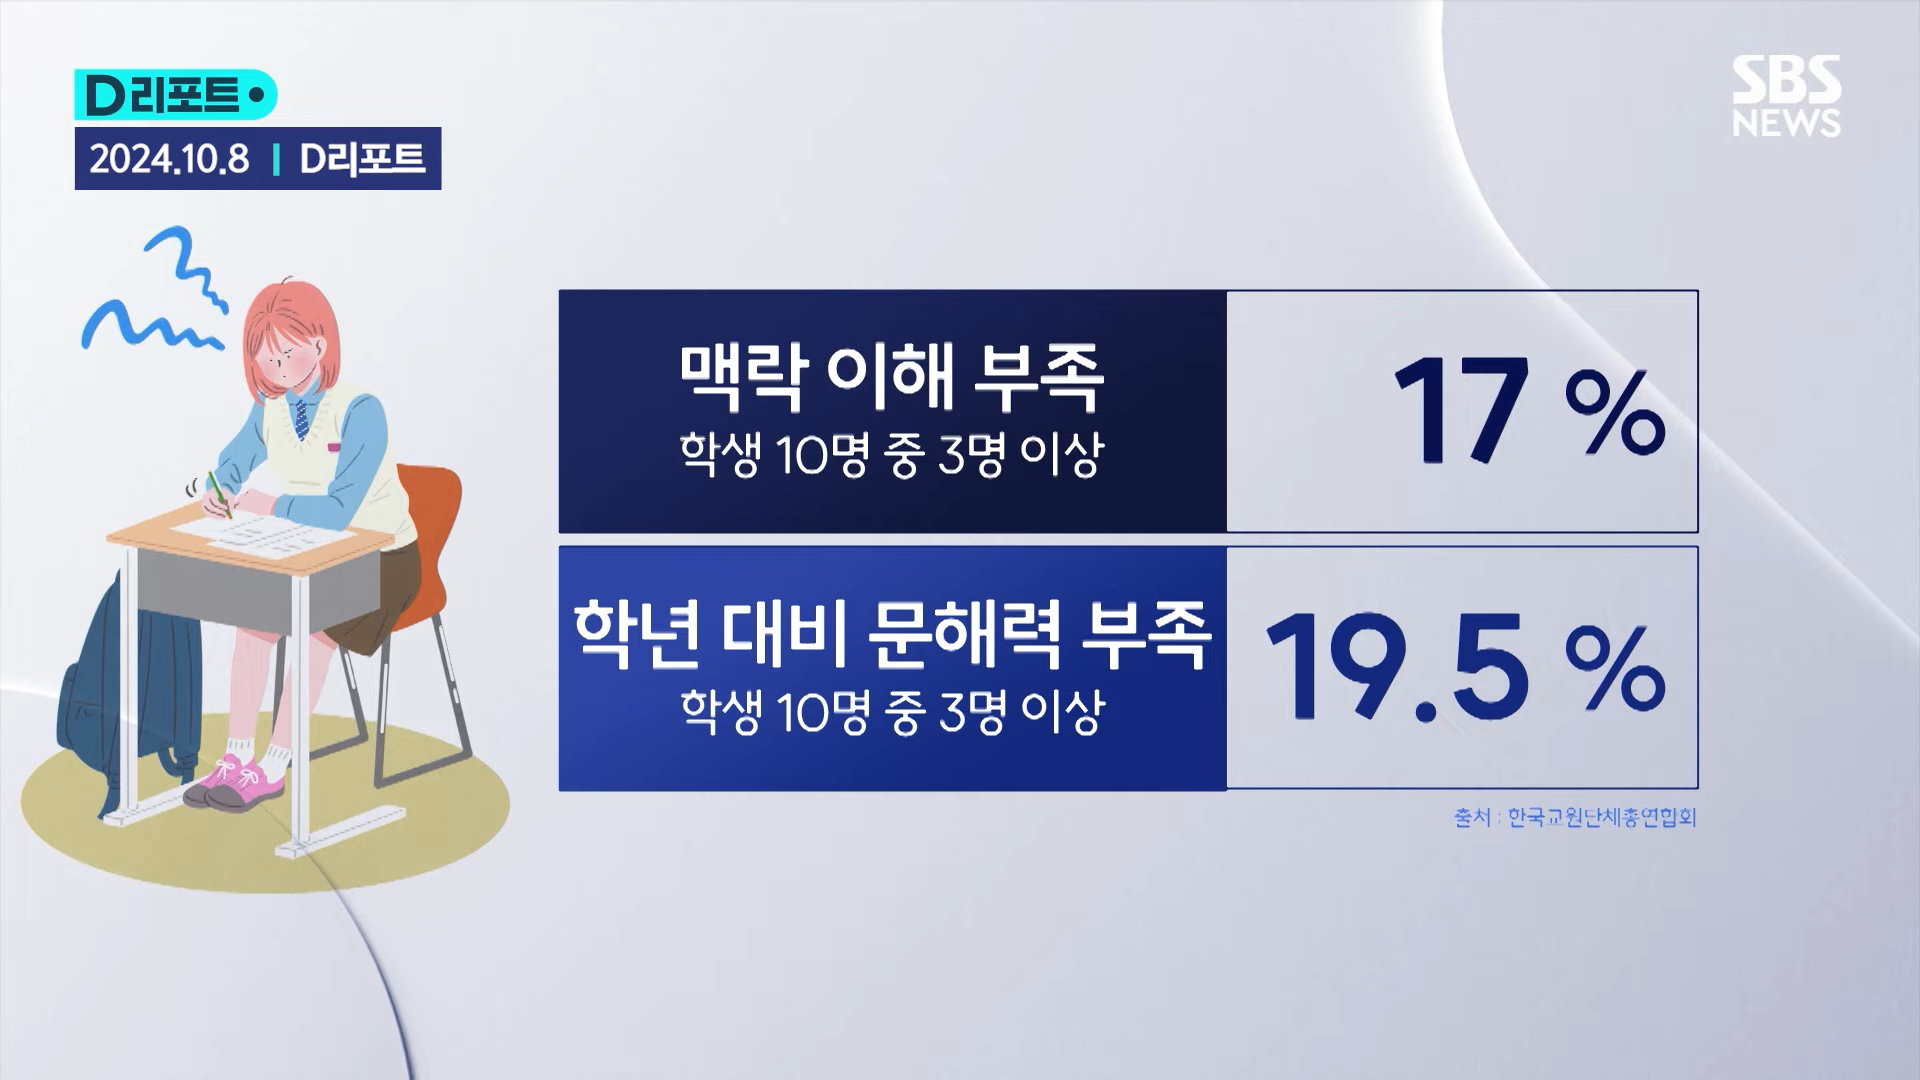 D리포트
2024.10.8 | D리포트
SBS
NEWS
맥락 이해 부족
학생 10명 중 3명 이상
17 %
학년 대비 문해력 부족
학생 10명 중 3명 이상
19.5 %
출처 : 한국교원단체총연합회